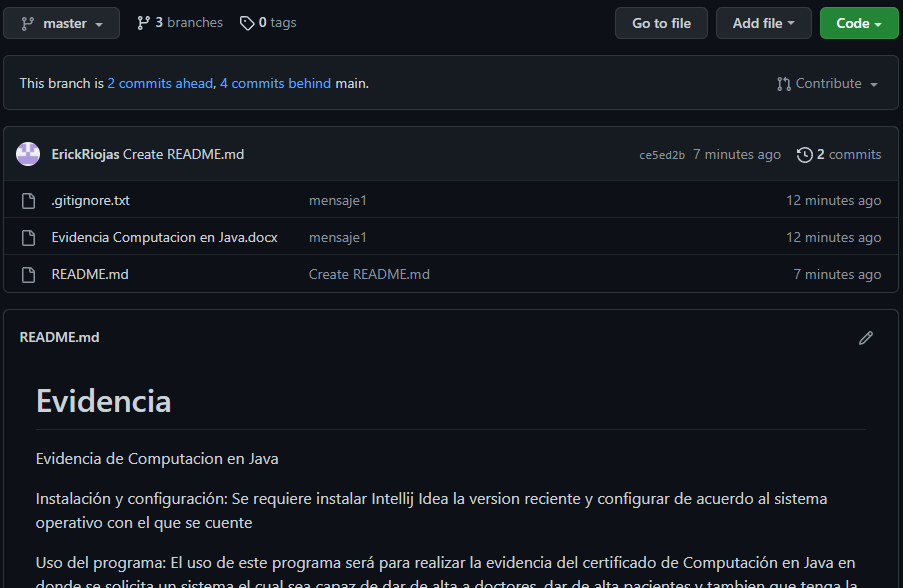 master 3 branches 0 tags Go to file Add file Code
This branch is 2 commits ahead, 4 commits behind main. Contribute
ErickRiojas Create README.md ce5ed2b 7 minutes ago 2 commits
.gitignore.txt mensaje1 12 minutes ago
Evidencia Computacion en Java.docx mensaje1 12 minutes ago
README.md Create README.md 7 minutes ago
README.md
Evidencia
Evidencia de Computacion en Java
Instalación y configuración: Se requiere instalar Intellij Idea la version reciente y configurar de acuerdo al sistema
operativo con el que se cuente
Uso del programa: El uso de este programa será para realizar la evidencia del certificado de Computación en Java en
donde se solicita un sistema el cual sea capaz de dar de alta a doctores, dar de alta pacientes y tambien que tenga la